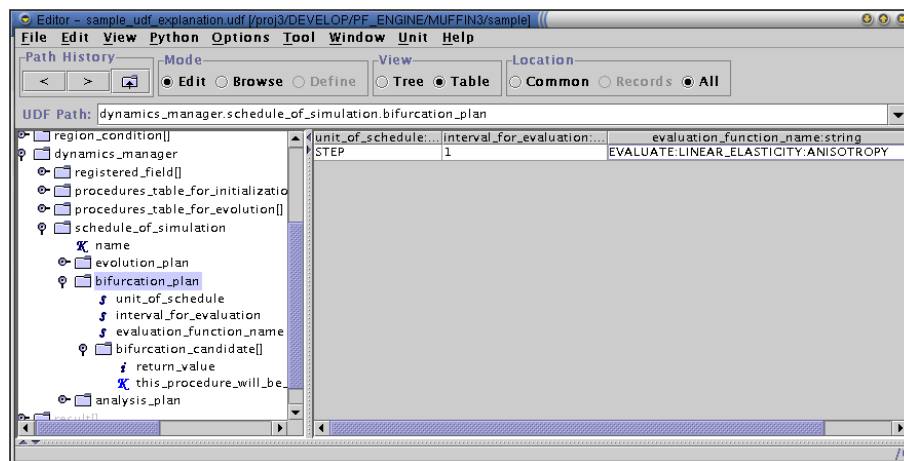 Editor - sample_udf_explanation.udf [/proj3/DEVELOP/PF_ENGINE/MUFFIN3/sample]
File Edit View Python Options Tool Window Unit Help
Path History Mode View Location
< > Edit Browse Define Tree Table Common Records All
UDF Path: dynamics_manager.schedule_of_simulation.bifurcation_plan
region_condition[]
unit_of_schedule:... interval_for_evaluation:... evaluation_function_name:string
dynamics_manager
STEP 1 EVALUATE:LINEAR_ELASTICITY:ANISOTROPY
registered_field[]
procedures_table_for_initializatio
procedures_table_for_evolution[]
schedule_of_simulation
K name
evolution_plan
bifurcation_plan
s unit_of_schedule
s interval_for_evaluation
s evaluation_function_name
bifurcation_candidate[]
i return_value
K this_procedure_will_be_
analysis_plan
result[]